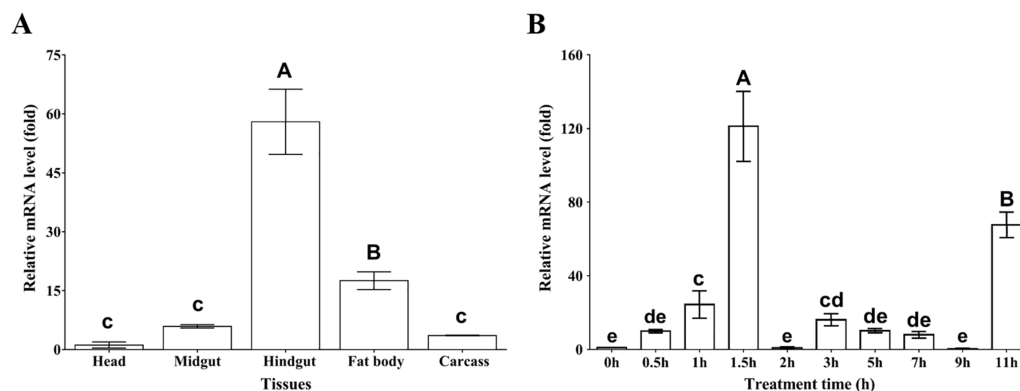 A
Relative mRNA level (fold)
75
60
45
30
15
0
c
c
A
B
c
Head Midgut Hindgut Fat body Carcass
Tissues
B
Relative mRNA level (fold)
160
120
80
40
0
e
de
c
A
e
cd
de
de
e
B
0h 0.5h 1h 1.5h 2h 3h 5h 7h 9h 11h
Treatment time (h)